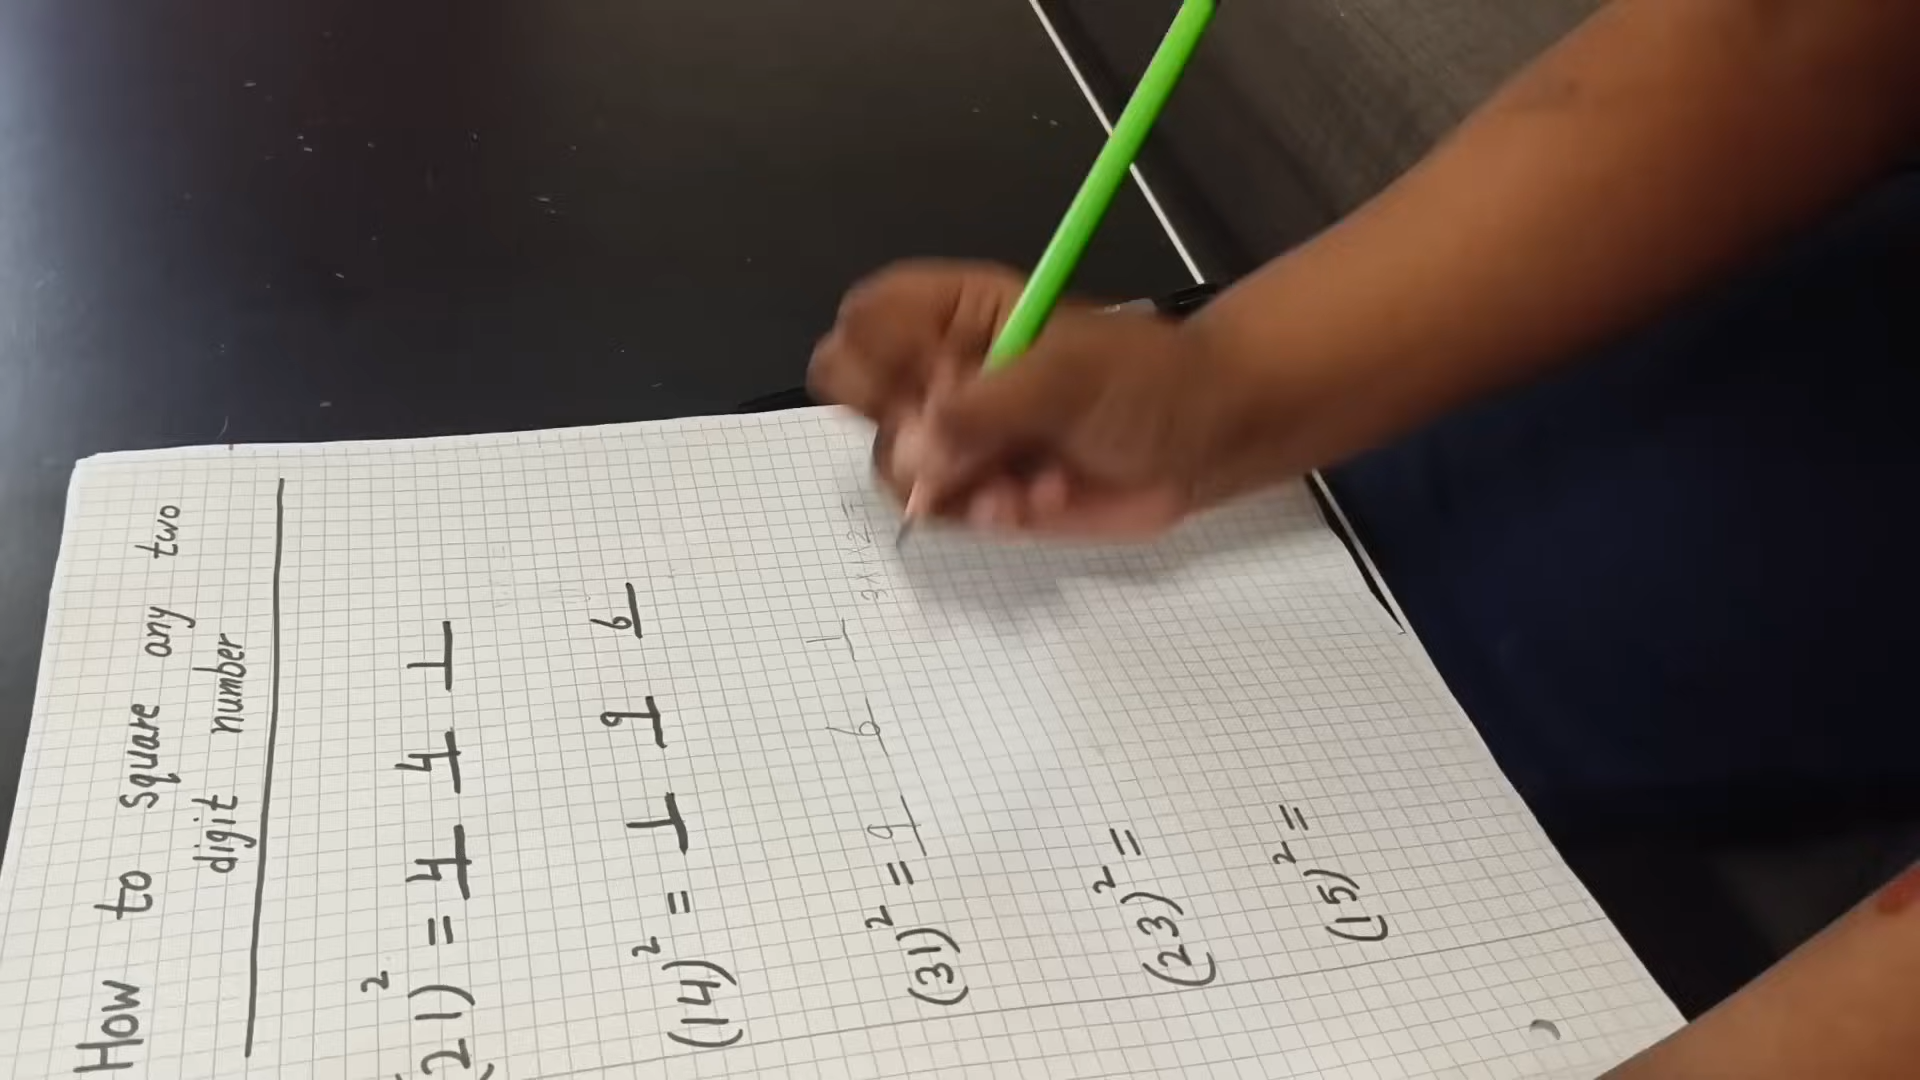 How to square any two
digit number
(21)² = 4 4 1
(14)² = 1 9 6
(31)² = 9 6 1
3x1x2=
(23)² =
(15)² =